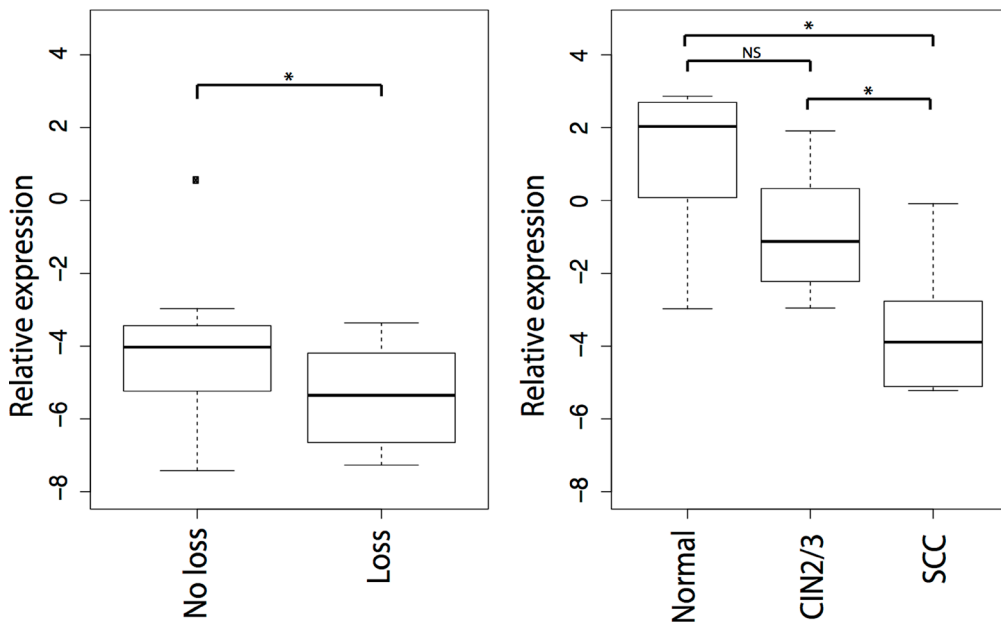 Relative expression
4
2
0
−2
−4
−6
−8
*
No loss
Loss
Relative expression
4
2
0
−2
−4
−6
−8
*
NS
*
Normal
CIN2/3
SCC